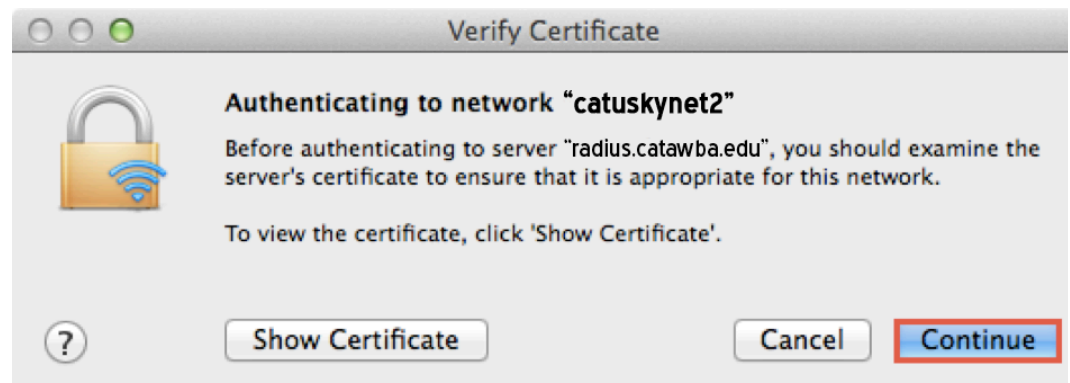 Verify Certificate
Authenticating to network “catuskynet2”
Before authenticating to server "radius.catawba.edu", you should examine the
server's certificate to ensure that it is appropriate for this network.
To view the certificate, click 'Show Certificate'.
?
Show Certificate
Cancel
Continue